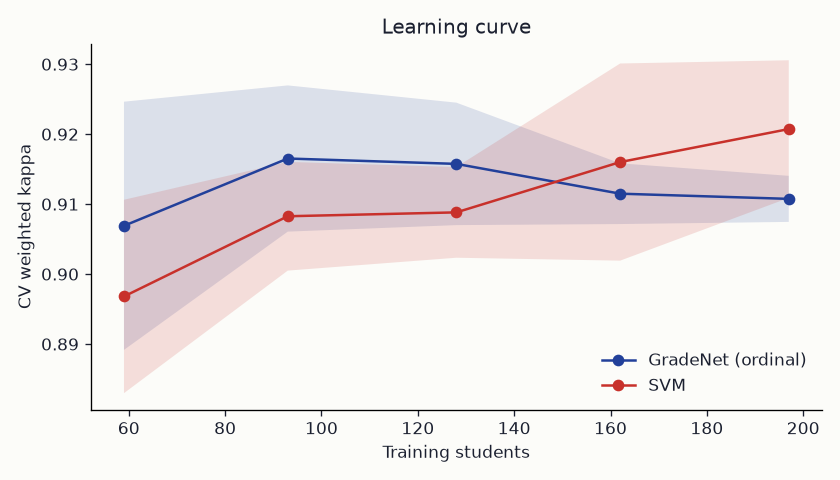 Learning curve
0.93
0.92
0.91
0.90
0.89
CV weighted kappa
GradeNet (ordinal)
SVM
60 80 100 120 140 160 180 200
Training students